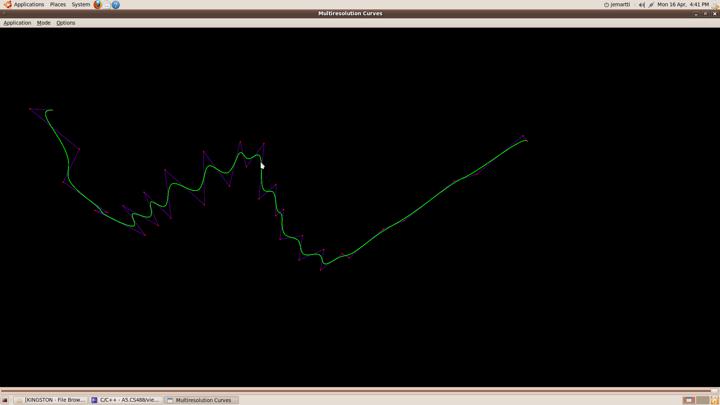 Applications Places System jemartti Mon 16 Apr, 4:41 PM
Multiresolution Curves
Application Mode Options
[KINGSTON - File Brow... C/C++ - A5.CS488/vie... Multiresolution Curves